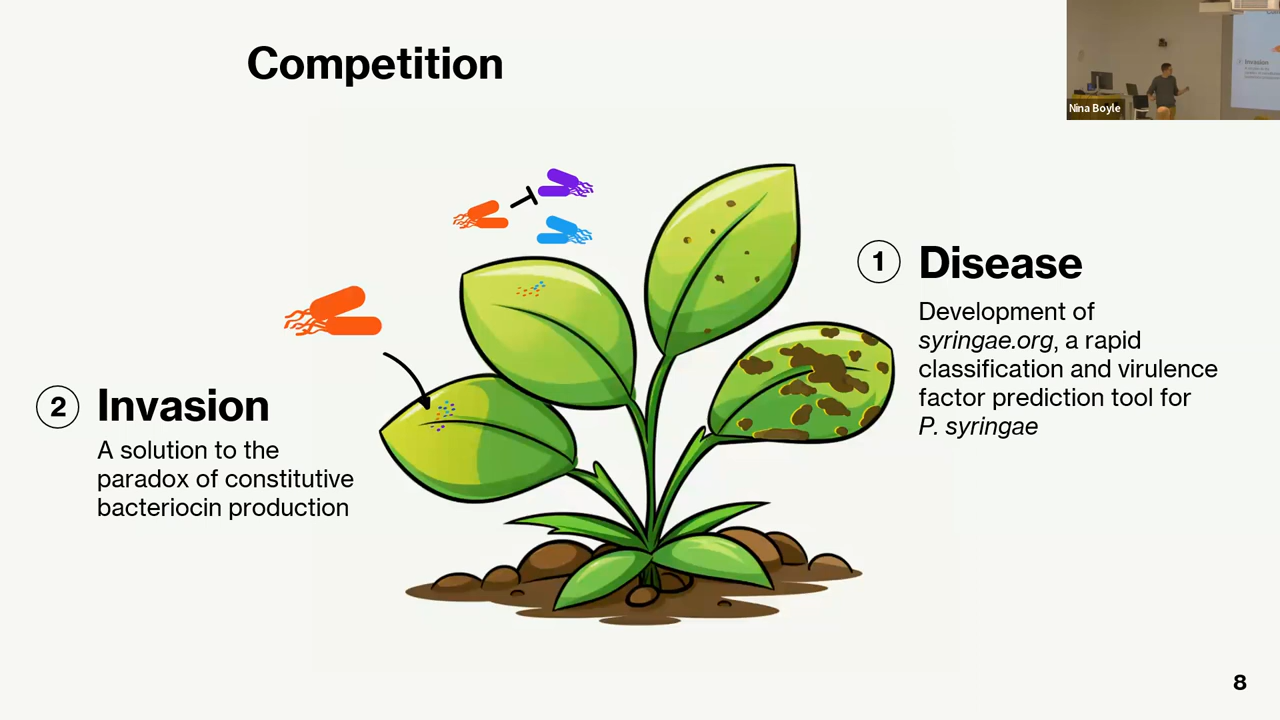 Competition
Nina Boyle
Invasion
1
Disease
Development of
syringae.org, a rapid
classification and virulence
factor prediction tool for
P. syringae
2
Invasion
A solution to the
paradox of constitutive
bacteriocin production
8